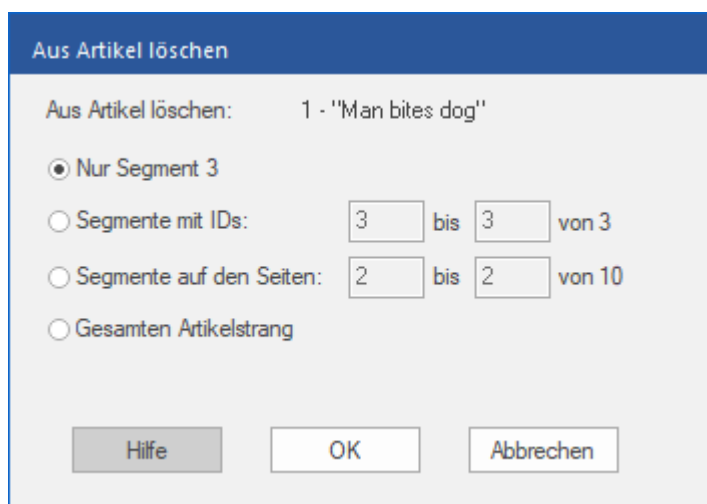 Aus Artikel löschen
Aus Artikel löschen: 1 - "Man bites dog"
Nur Segment 3
Segmente mit IDs: 3 bis 3 von 3
Segmente auf den Seiten: 2 bis 2 von 10
Gesamten Artikelstrang
Hilfe OK Abbrechen